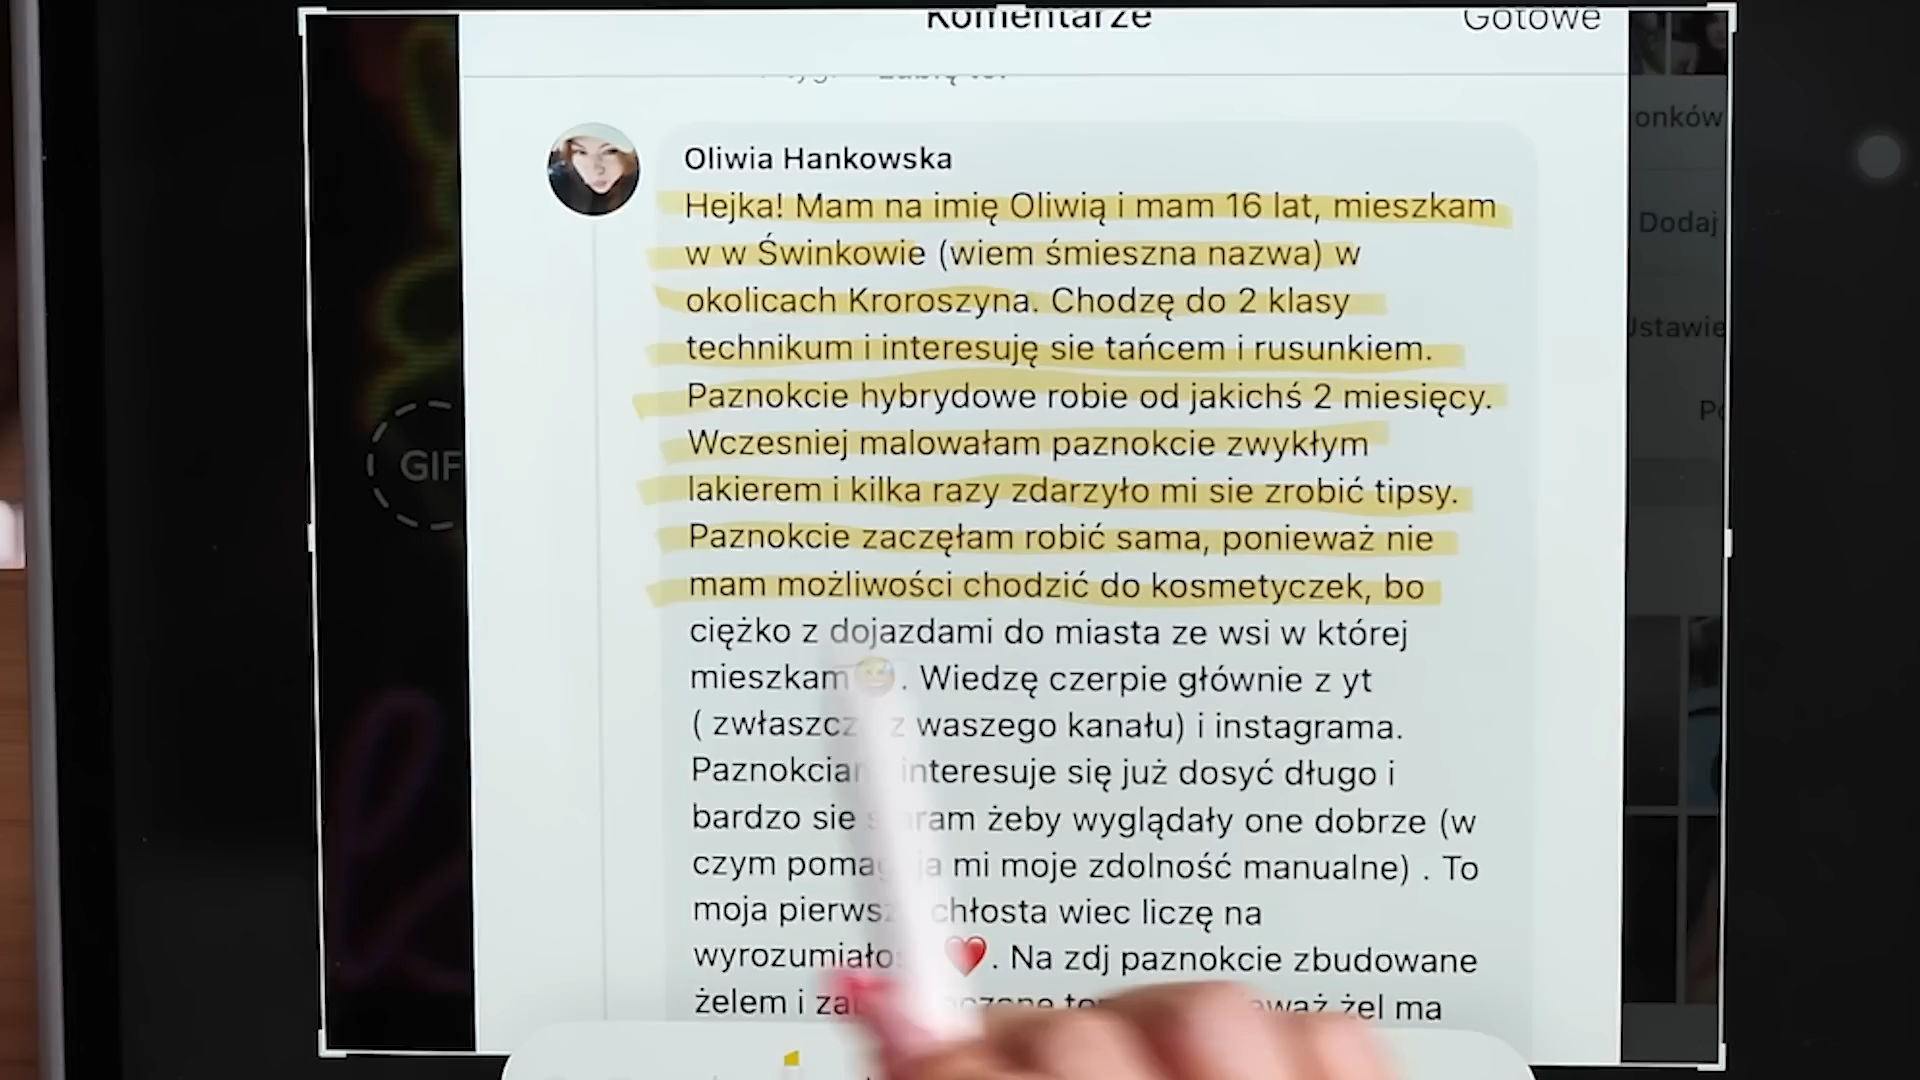 Komentarze
Gotowe
Oliwia Hankowska
Hejka! Mam na imię Oliwią i mam 16 lat, mieszkam
w w Świnkowie (wiem śmieszna nazwa) w
okolicach Kroroszyna. Chodzę do 2 klasy
technikum i interesuję sie tańcem i rusunkiem.
Paznokcie hybrydowe robie od jakichś 2 miesięcy.
Wczesniej malowałam paznokcie zwykłym
lakierem i kilka razy zdarzyło mi sie zrobić tipsy.
Paznokcie zaczęłam robić sama, ponieważ nie
mam możliwości chodzić do kosmetyczek, bo
ciężko z dojazdami do miasta ze wsi w której
mieszkam😅. Wiedzę czerpie głównie z yt
( zwłaszcza z waszego kanału) i instagrama.
interesuje się już dosyć długo i
bardzo sie staram żeby wyglądały one dobrze (w
czym mi moje zdolność manualne) . To
moja chłosta wiec liczę na
❤️. Na zdj paznokcie zbudowane
żelem i żel ma
GIF
Dodaj